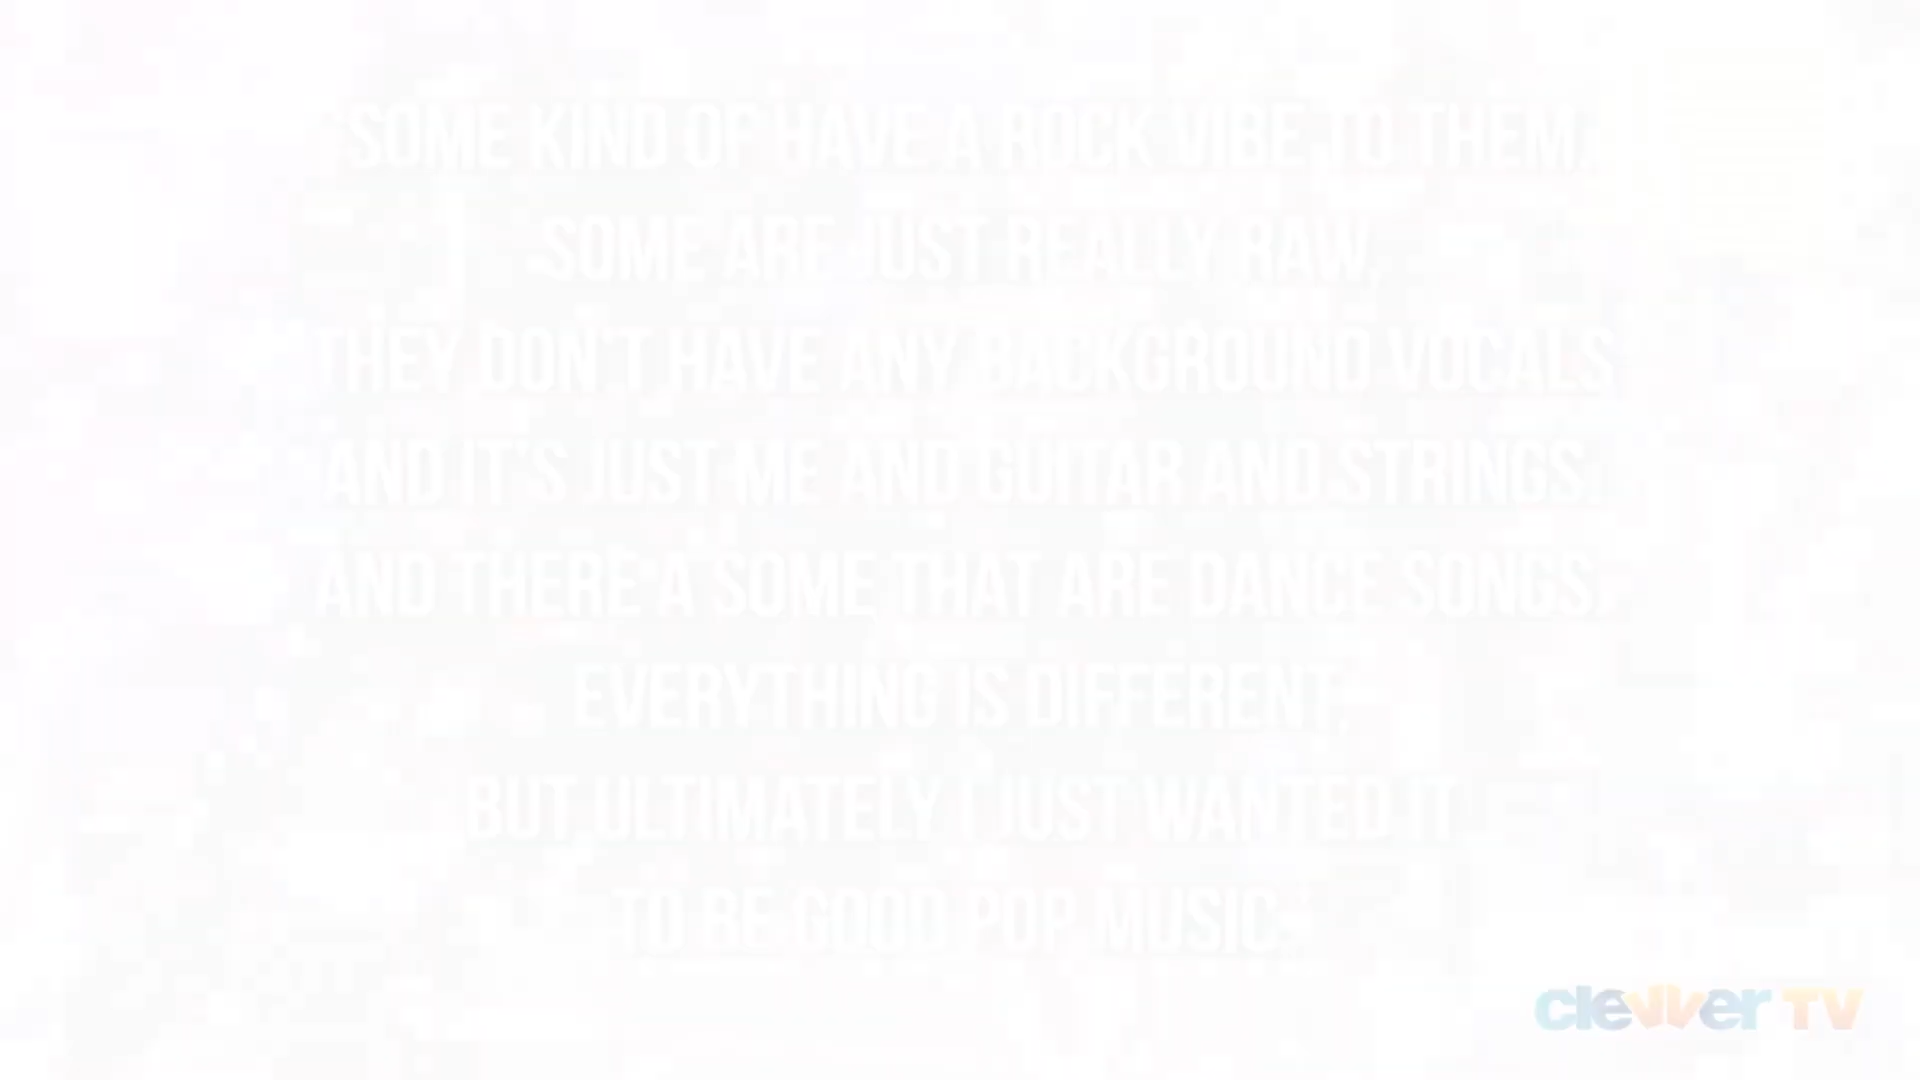 "SOME KIND OF HAVE A ROCK VIBE TO THEM.
SOME ARE JUST REALLY RAW,
THEY DON'T HAVE ANY BACKGROUND VOCALS
AND IT'S JUST ME AND GUITAR AND STRINGS.
AND THERE'A SOME THAT ARE DANCE SONGS.
EVERYTHING IS DIFFERENT,
BUT ULTIMATELY I JUST WANTED IT
TO BE GOOD POP MUSIC."
clevver TV